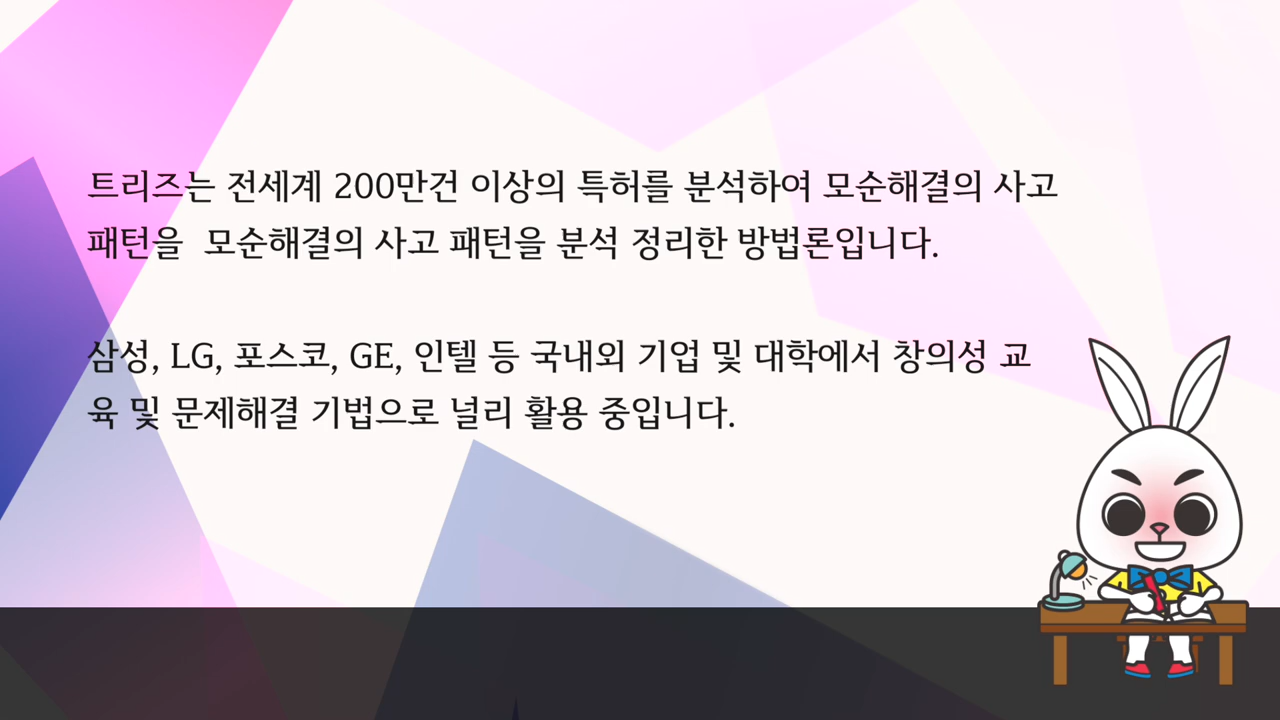 트리즈는 전세계 200만건 이상의 특허를 분석하여 모순해결의 사고
패턴을 모순해결의 사고 패턴을 분석 정리한 방법론입니다.
삼성, LG, 포스코, GE, 인텔 등 국내외 기업 및 대학에서 창의성 교
육 및 문제해결 기법으로 널리 활용 중입니다.